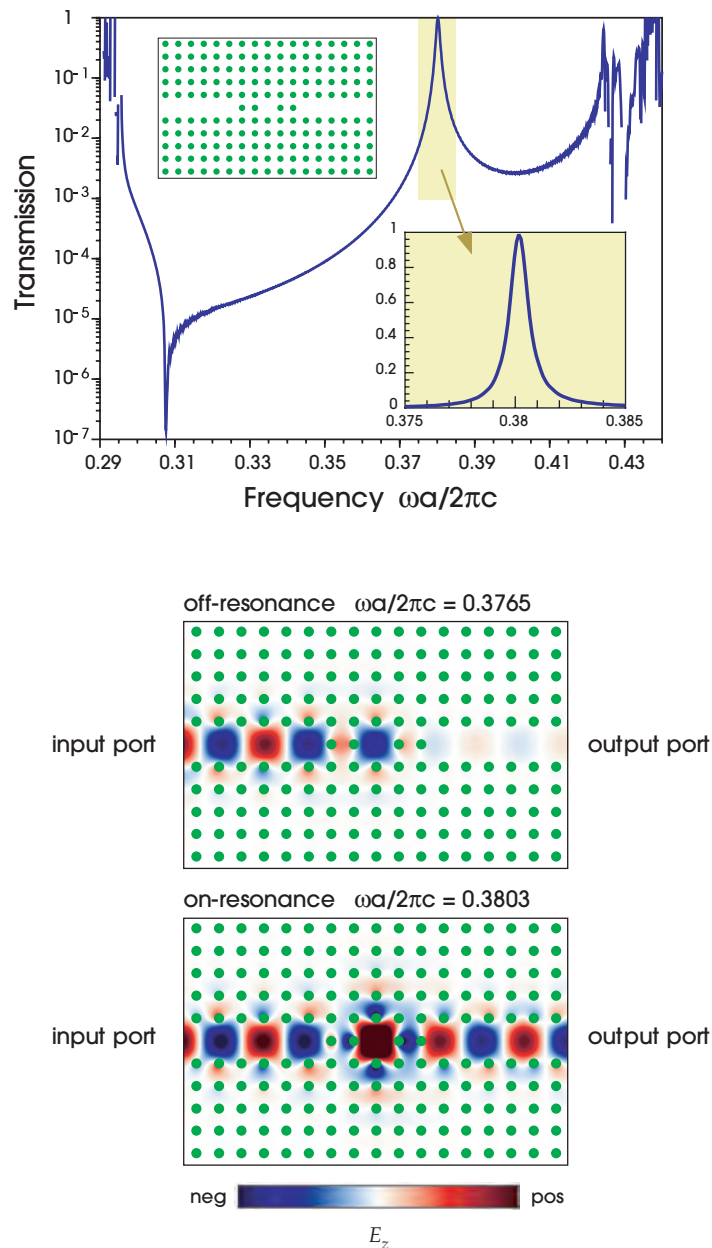 1
10⁻¹
10⁻²
10⁻³
10⁻⁴
10⁻⁵
10⁻⁶
10⁻⁷
Transmission
1
0.8
0.6
0.4
0.2
0
0.375 0.38 0.385
0.29 0.31 0.33 0.35 0.37 0.39 0.41 0.43
Frequency ωa/2πc
off-resonance ωa/2πc = 0.3765
input port output port
on-resonance ωa/2πc = 0.3803
input port output port
neg pos
E_z